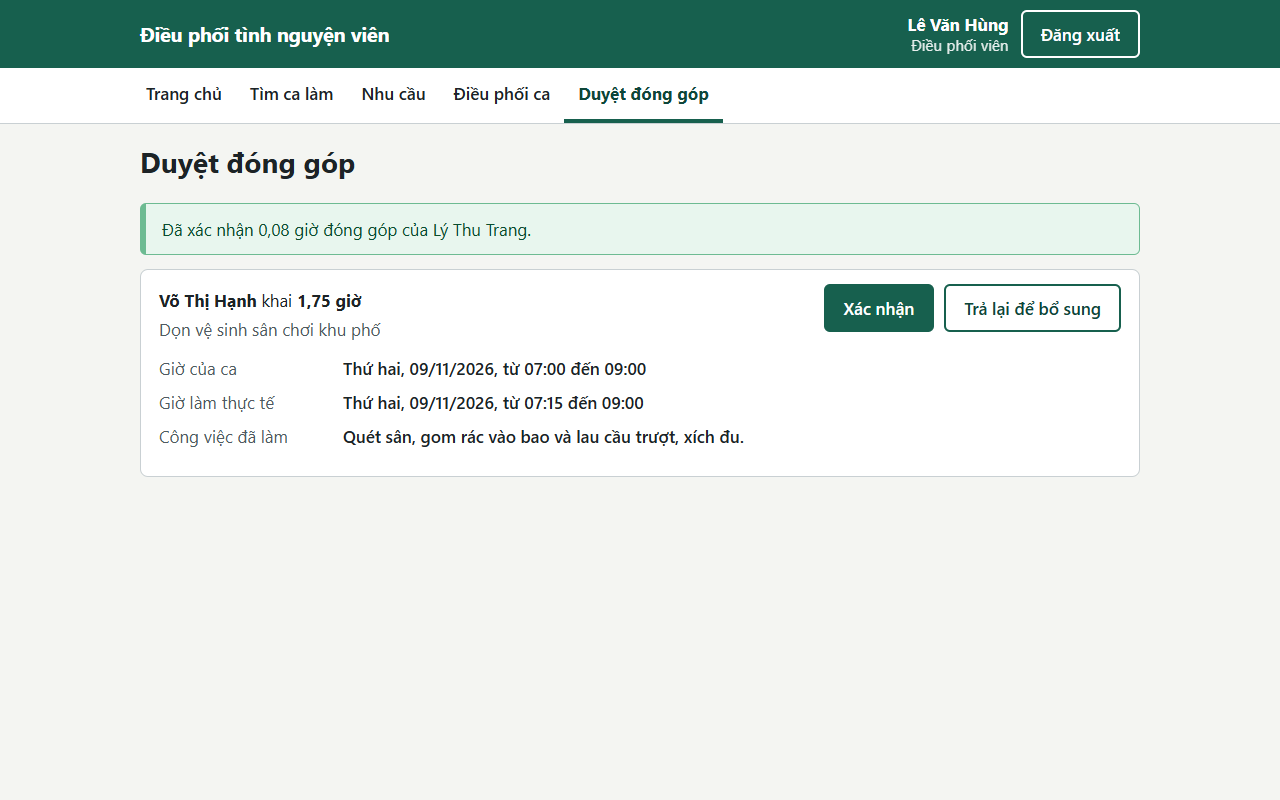 Điều phối tình nguyện viên
Lê Văn Hùng
Điều phối viên
Đăng xuất
Trang chủ
Tìm ca làm
Nhu cầu
Điều phối ca
Duyệt đóng góp
Duyệt đóng góp
Đã xác nhận 0,08 giờ đóng góp của Lý Thu Trang.
Võ Thị Hạnh khai 1,75 giờ
Dọn vệ sinh sân chơi khu phố
Xác nhận
Trả lại để bổ sung
Giờ của ca
Thứ hai, 09/11/2026, từ 07:00 đến 09:00
Giờ làm thực tế
Thứ hai, 09/11/2026, từ 07:15 đến 09:00
Công việc đã làm
Quét sân, gom rác vào bao và lau cầu trượt, xích đu.